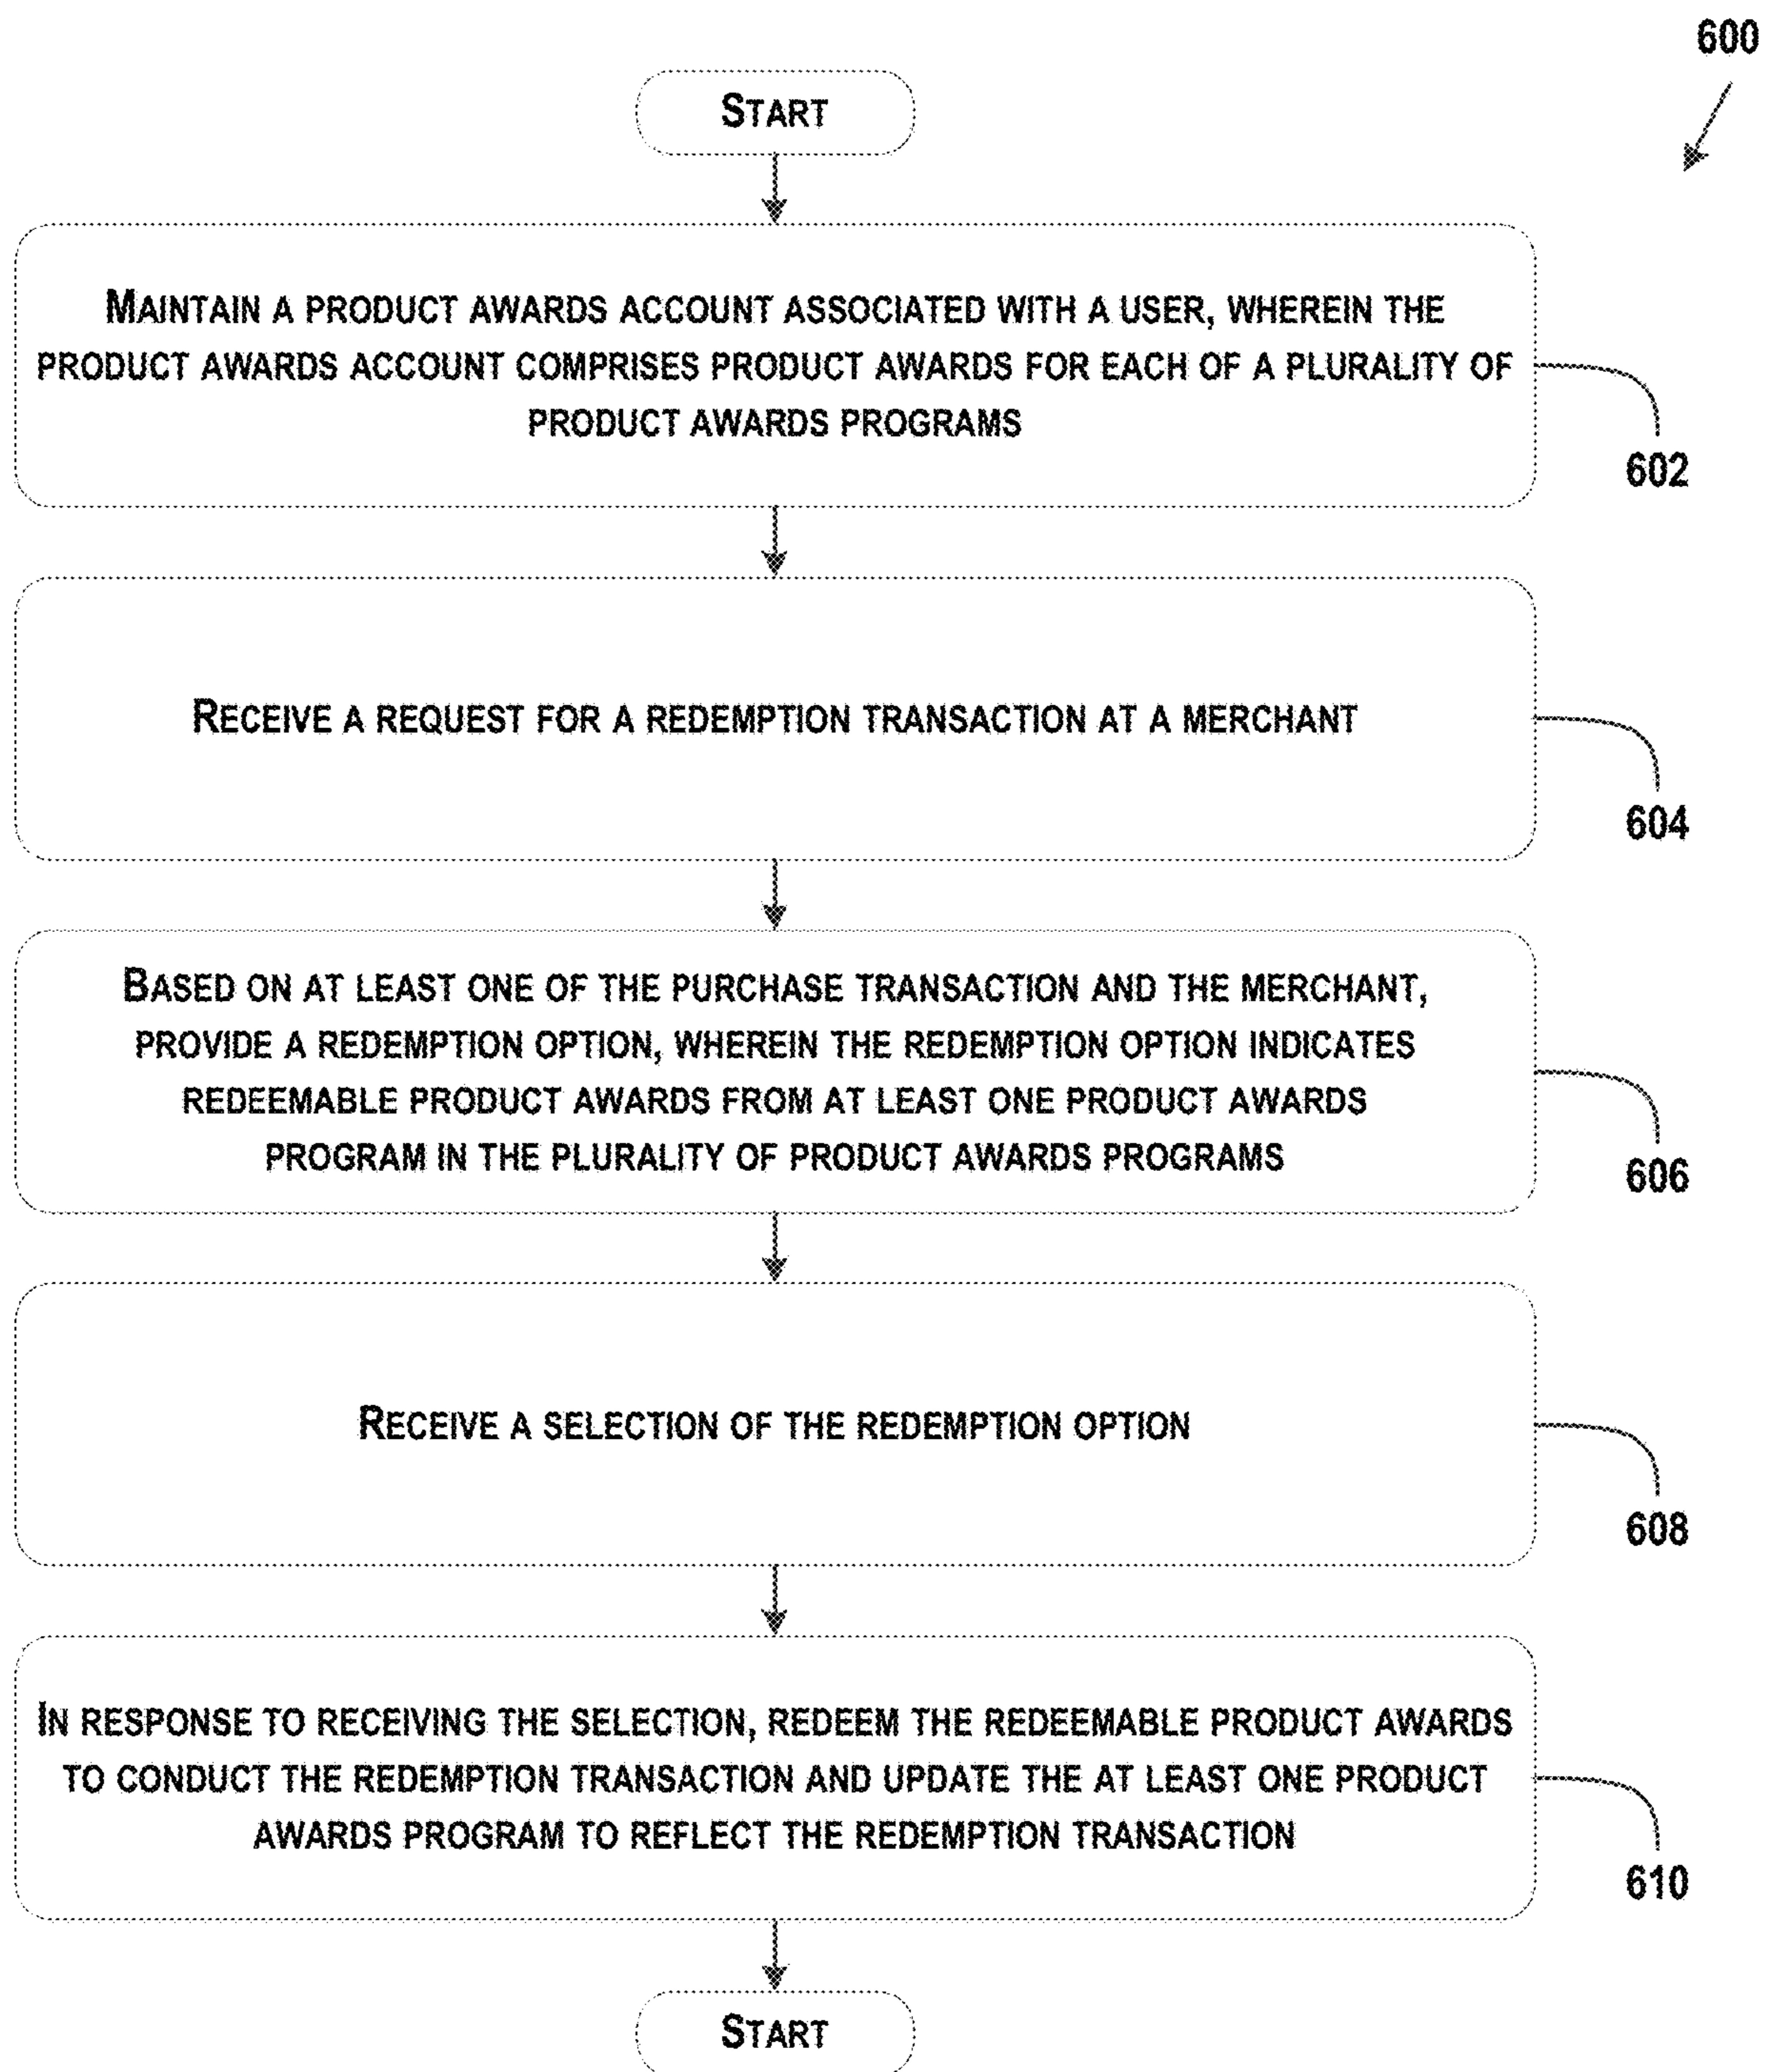 600
START
MAINTAIN A PRODUCT AWARDS ACCOUNT ASSOCIATED WITH A USER, WHEREIN THE
PRODUCT AWARDS ACCOUNT COMPRISES PRODUCT AWARDS FOR EACH OF A PLURALITY OF
PRODUCT AWARDS PROGRAMS
602
RECEIVE A REQUEST FOR A REDEMPTION TRANSACTION AT A MERCHANT
604
BASED ON AT LEAST ONE OF THE PURCHASE TRANSACTION AND THE MERCHANT,
PROVIDE A REDEMPTION OPTION, WHEREIN THE REDEMPTION OPTION INDICATES
REDEEMABLE PRODUCT AWARDS FROM AT LEAST ONE PRODUCT AWARDS
PROGRAM IN THE PLURALITY OF PRODUCT AWARDS PROGRAMS
606
RECEIVE A SELECTION OF THE REDEMPTION OPTION
608
IN RESPONSE TO RECEIVING THE SELECTION, REDEEM THE REDEEMABLE PRODUCT AWARDS
TO CONDUCT THE REDEMPTION TRANSACTION AND UPDATE THE AT LEAST ONE PRODUCT
AWARDS PROGRAM TO REFLECT THE REDEMPTION TRANSACTION
610
START